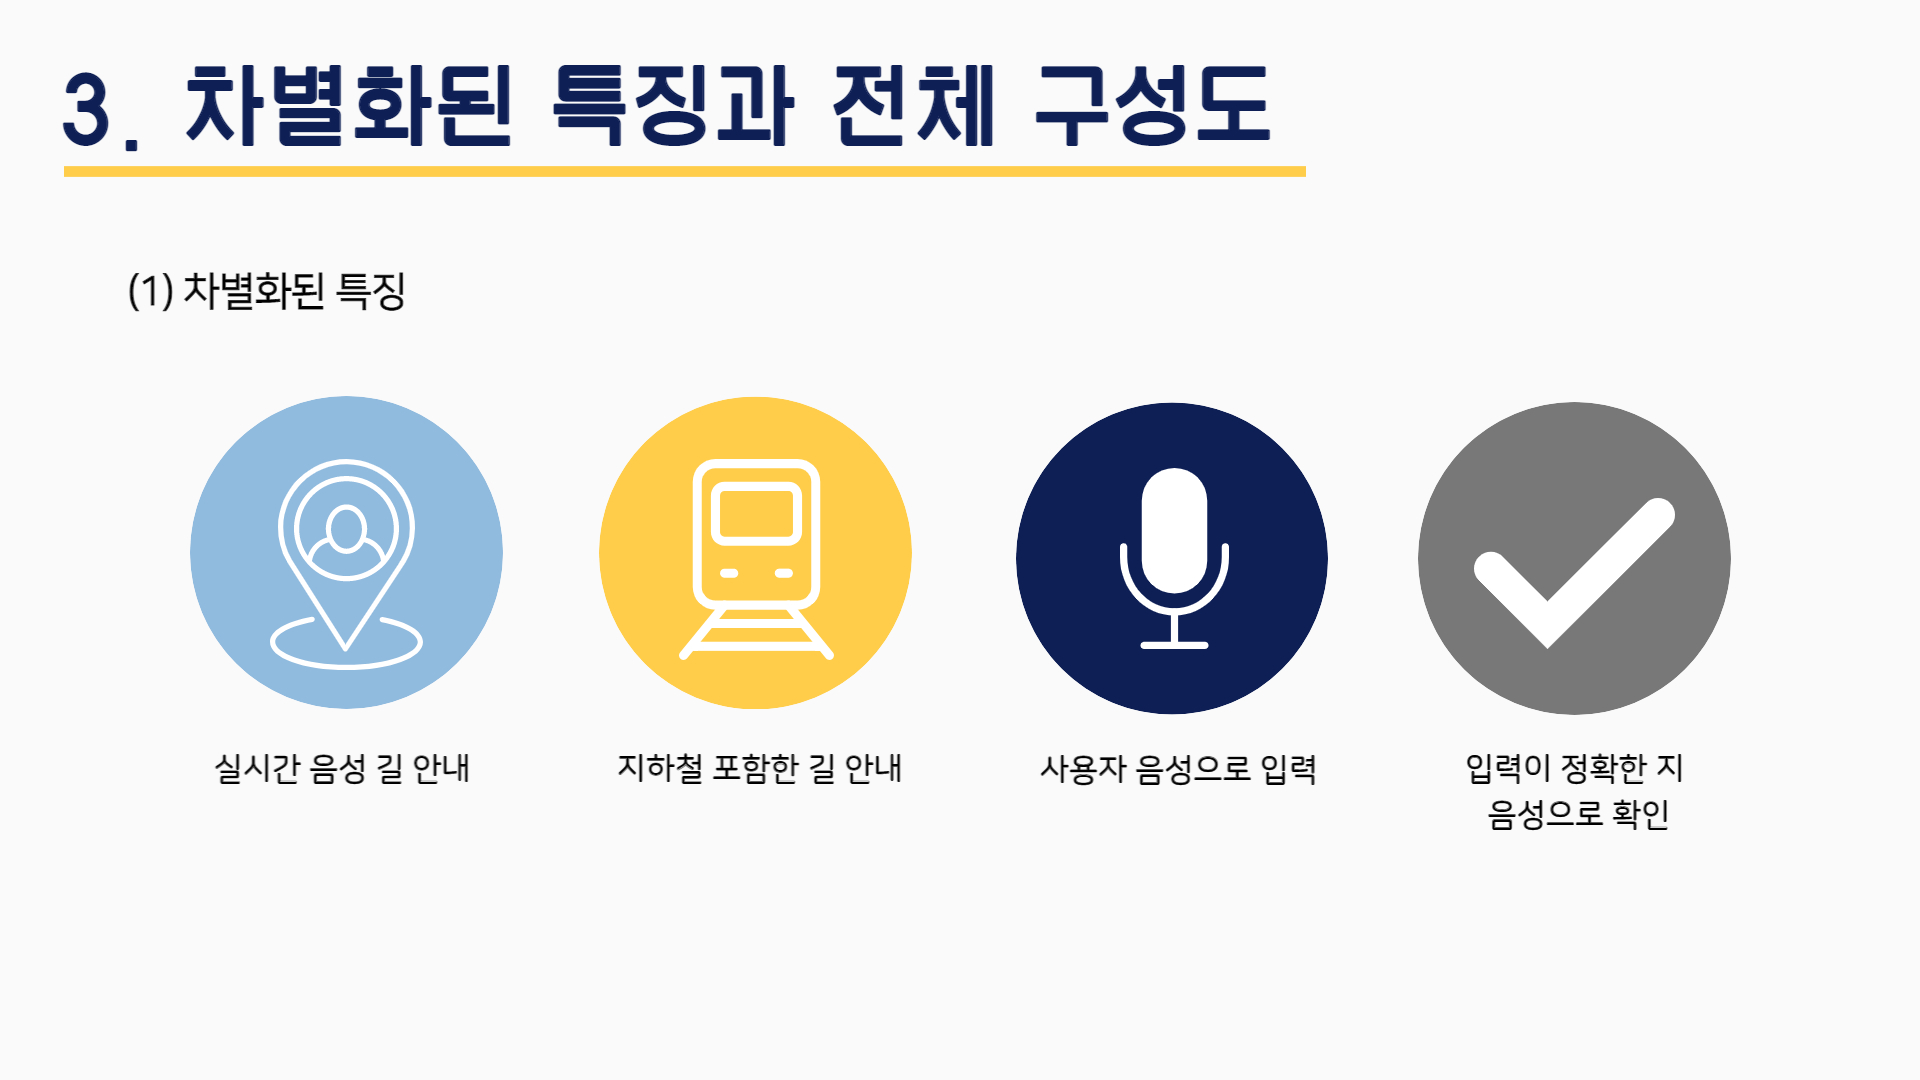 3. 차별화된 특징과 전체 구성도
(1) 차별화된 특징
실시간 음성 길 안내
지하철 포함한 길 안내
사용자 음성으로 입력
입력이 정확한 지
음성으로 확인